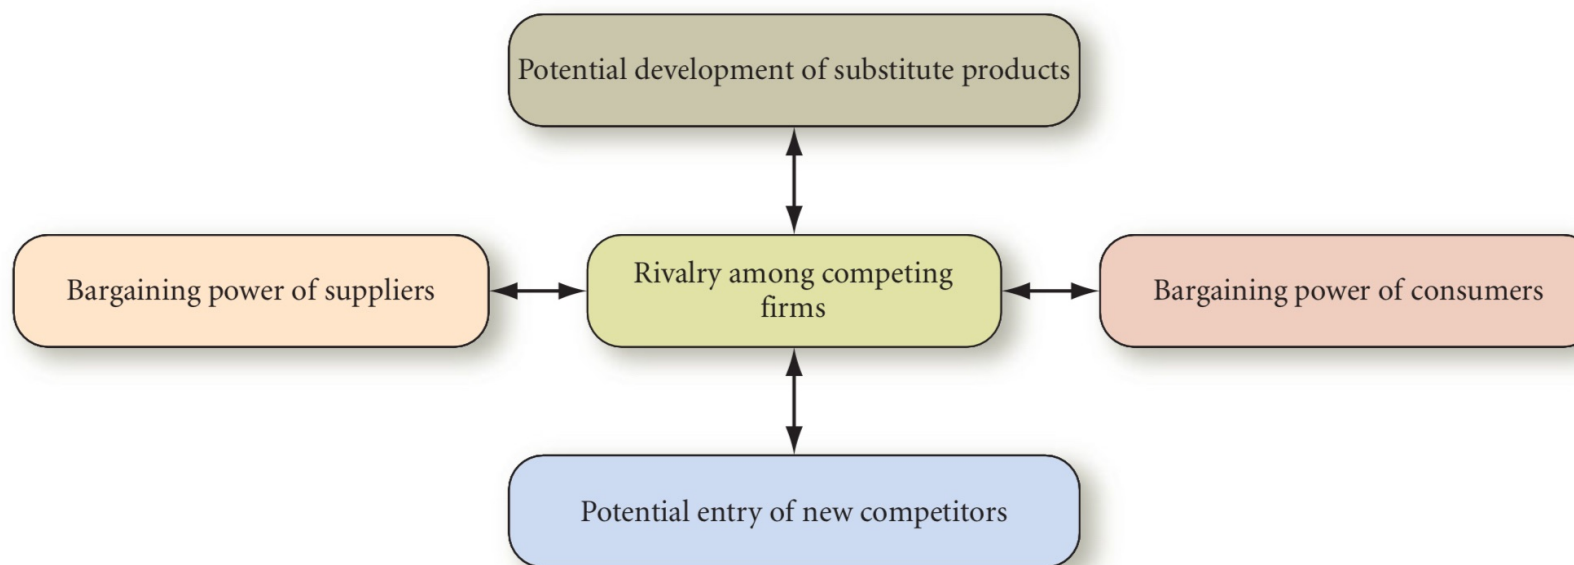 Potential development of substitute products
Bargaining power of suppliers
Rivalry among competing
firms
Bargaining power of consumers
Potential entry of new competitors